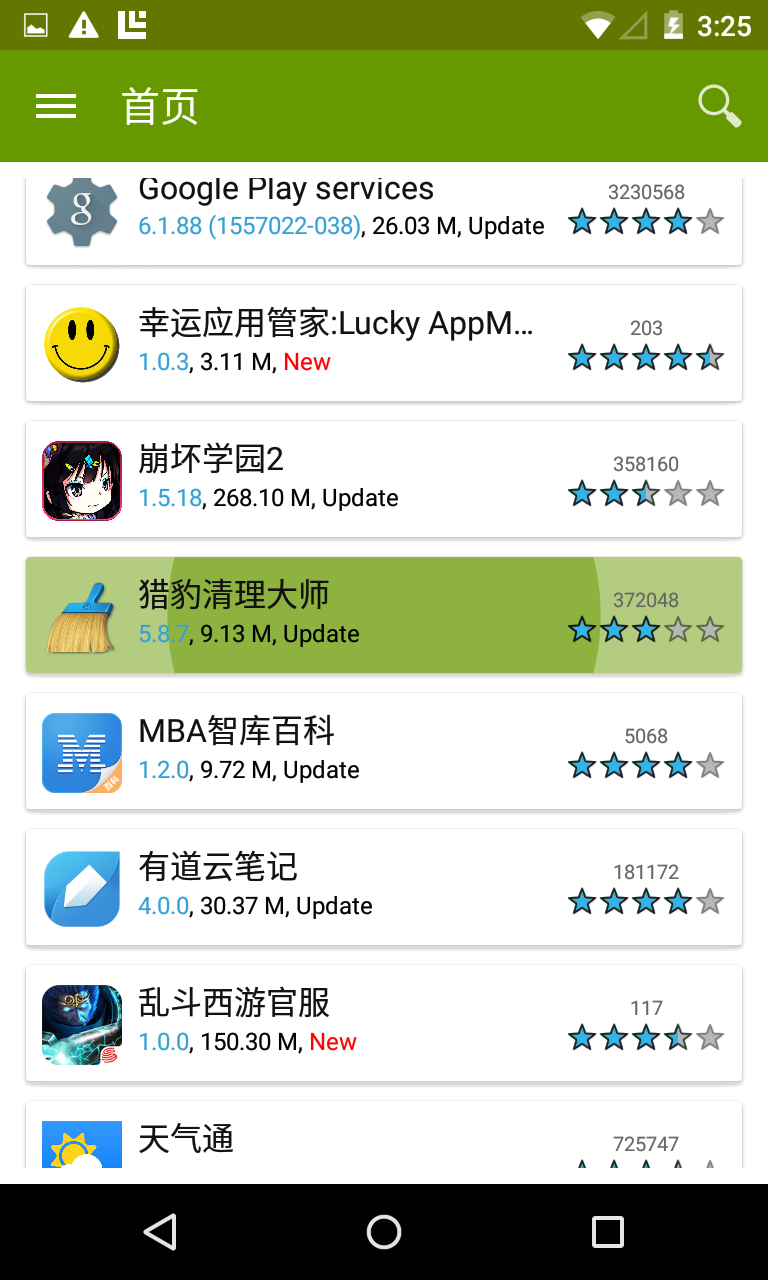 3:25
首页
Google Play services
3230568
6.1.88 (1557022-038), 26.03 M, Update
幸运应用管家:Lucky AppM...
203
1.0.3, 3.11 M, New
崩坏学园2
358160
1.5.18, 268.10 M, Update
猎豹清理大师
372048
5.8.7, 9.13 M, Update
MBA智库百科
5068
1.2.0, 9.72 M, Update
有道云笔记
181172
4.0.0, 30.37 M, Update
乱斗西游官服
117
1.0.0, 150.30 M, New
天气通
725747